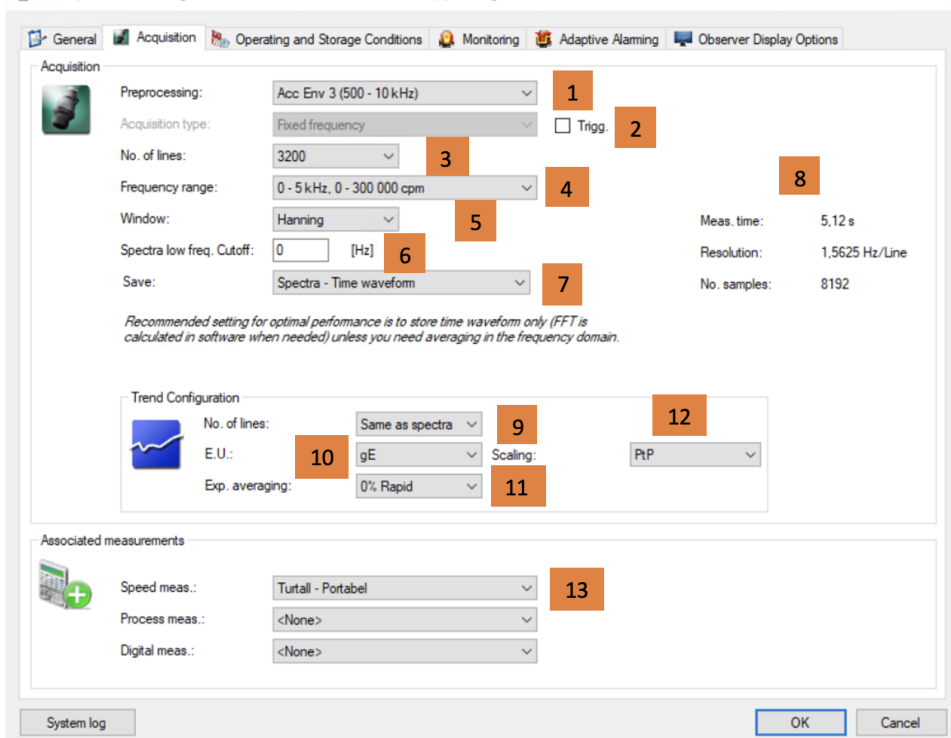 General Acquisition Operating and Storage Conditions Monitoring Adaptive Alarming Observer Display Options
Acquisition
Preprocessing: Acc Env 3 (500 - 10 kHz) 1
Acquisition type: Fixed frequency Trigg. 2
No. of lines: 3200 3
Frequency range: 0 - 5 kHz, 0 - 300 000 cpm 4 8
Window: Hanning 5 Meas. time: 5,12 s
Spectra low freq. Cutoff: 0 [Hz] 6 Resolution: 1,5625 Hz/Line
Save: Spectra - Time waveform 7 No. samples: 8192
Recommended setting for optimal performance is to store time waveform only (FFT is
calculated in software when needed) unless you need averaging in the frequency domain.
Trend Configuration
No. of lines: Same as spectra 9 12
E.U.: 10 gE Scaling: PtP
Exp. averaging: 0% Rapid 11
Associated measurements
Speed meas.: Turtall - Portabel 13
Process meas.: <None>
Digital meas.: <None>
System log OK Cancel